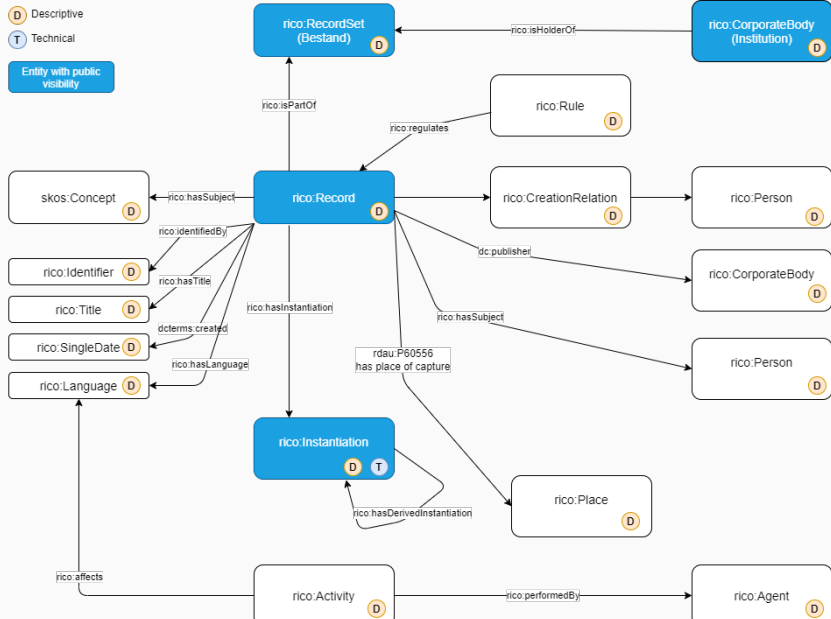 D Descriptive
T Technical
Entity with public
visibility
rico:RecordSet
(Bestand)
D
rico:isHolderOf
rico:CorporateBody
(Institution)
D
rico:isPartOf
rico:Rule
D
rico:regulates
skos:Concept
D
rico:hasSubject
rico:Record
D
rico:CreationRelation
D
rico:Person
D
rico:identifiedBy
dc:publisher
rico:Identifier D
rico:hasTitle
rico:CorporateBody
D
rico:Title D
rico:hasInstantiation
rico:hasSubject
dcterms:created
rico:SingleDate D
rdau:P60556
has place of capture
rico:hasLanguage
rico:Person
D
rico:Language D
rico:Instantiation
D T
rico:hasDerivedInstantiation
rico:Place
D
rico:affects
rico:Activity
D
rico:performedBy
rico:Agent
D